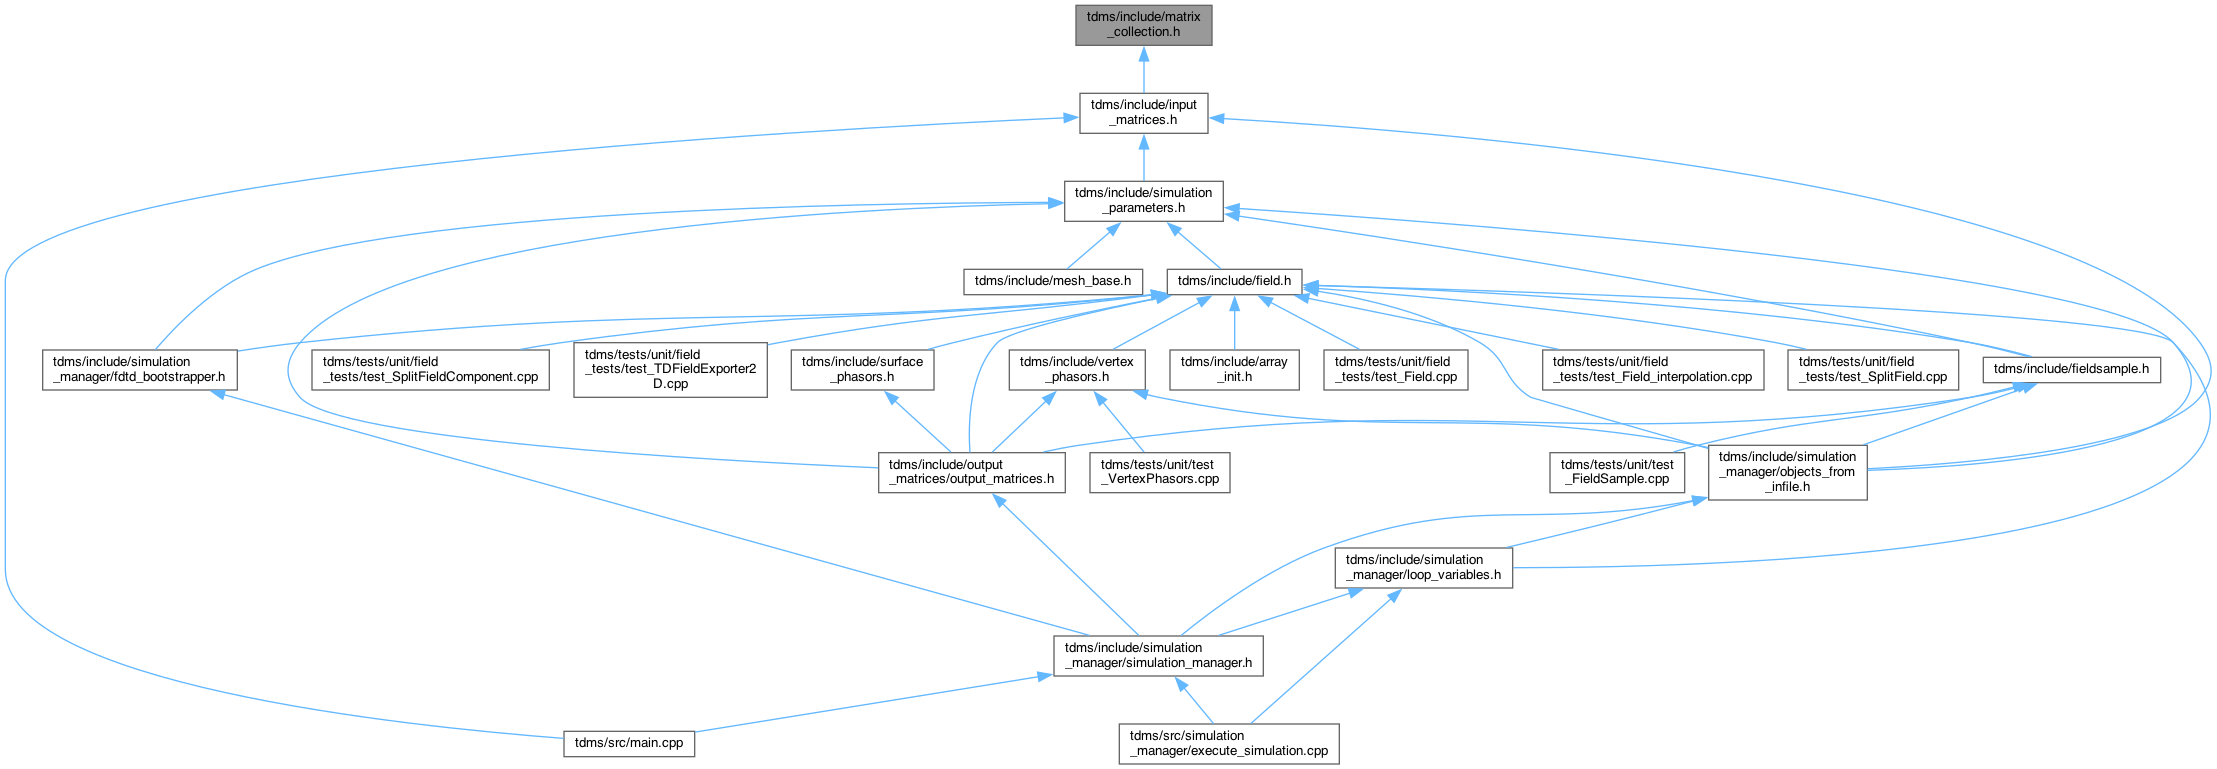 tdms/include/matrix
_collection.h
tdms/include/input
_matrices.h
tdms/include/simulation
_parameters.h
tdms/include/mesh_base.h
tdms/include/field.h
tdms/include/simulation
_manager/fdtd_bootstrapper.h
tdms/tests/unit/field
_tests/test_SplitFieldComponent.cpp
tdms/tests/unit/field
_tests/test_TDFieldExporter2
D.cpp
tdms/include/surface
_phasors.h
tdms/include/vertex
_phasors.h
tdms/include/array
_init.h
tdms/tests/unit/field
_tests/test_Field.cpp
tdms/tests/unit/field
_tests/test_Field_interpolation.cpp
tdms/tests/unit/field
_tests/test_SplitField.cpp
tdms/include/fieldsample.h
tdms/include/output
_matrices/output_matrices.h
tdms/tests/unit/test
_VertexPhasors.cpp
tdms/tests/unit/test
_FieldSample.cpp
tdms/include/simulation
_manager/objects_from
_infile.h
tdms/include/simulation
_manager/loop_variables.h
tdms/include/simulation
_manager/simulation_manager.h
tdms/src/main.cpp
tdms/src/simulation
_manager/execute_simulation.cpp